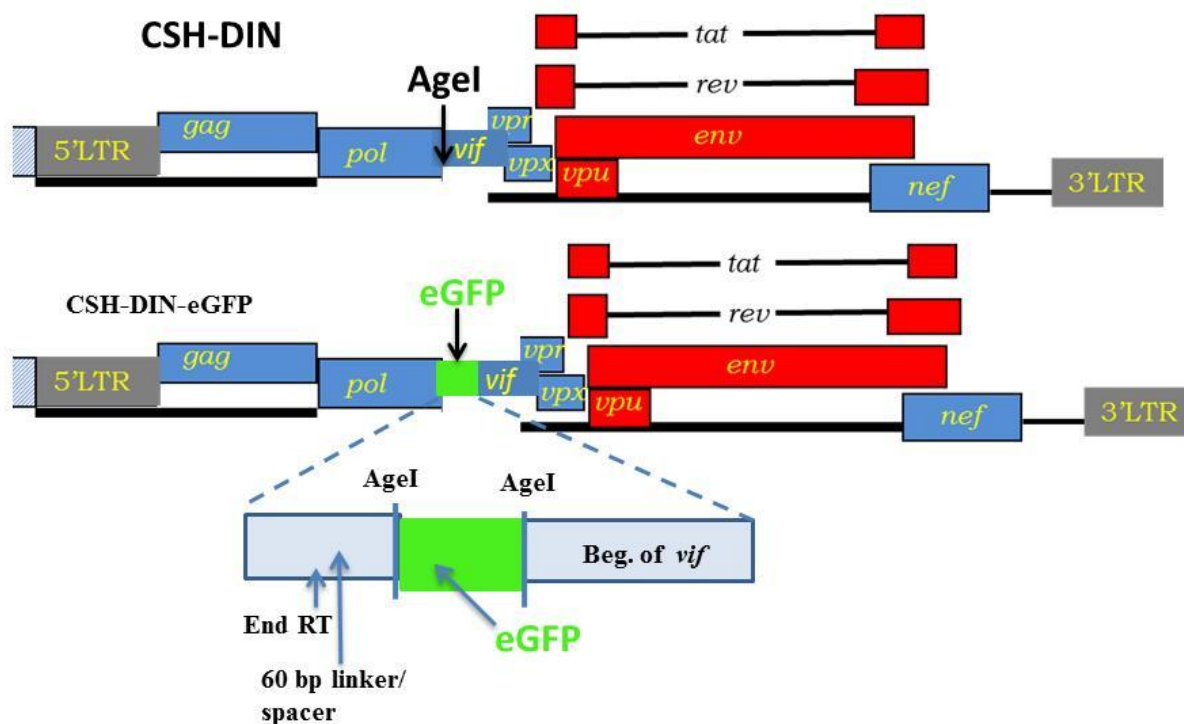 CSH-DIN
AgeI
tat
rev
5'LTR
gag
pol
vif
vpr
vpx
vpu
env
nef
3'LTR
CSH-DIN-eGFP
eGFP
tat
rev
5'LTR
gag
pol
vif
vpr
vpx
vpu
env
nef
3'LTR
AgeI
AgeI
Beg. of vif
End RT
eGFP
60 bp linker/
spacer